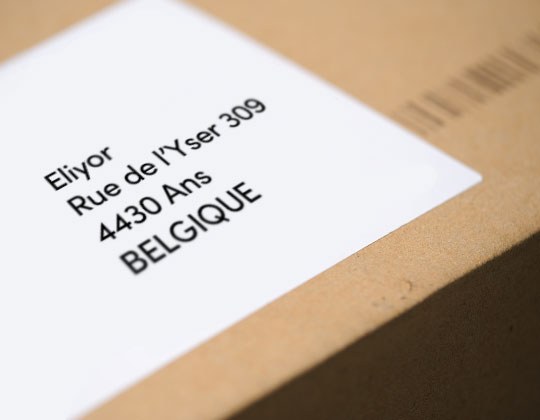 Eliyor
Rue de l'Yser 309
4430 Ans
BELGIQUE